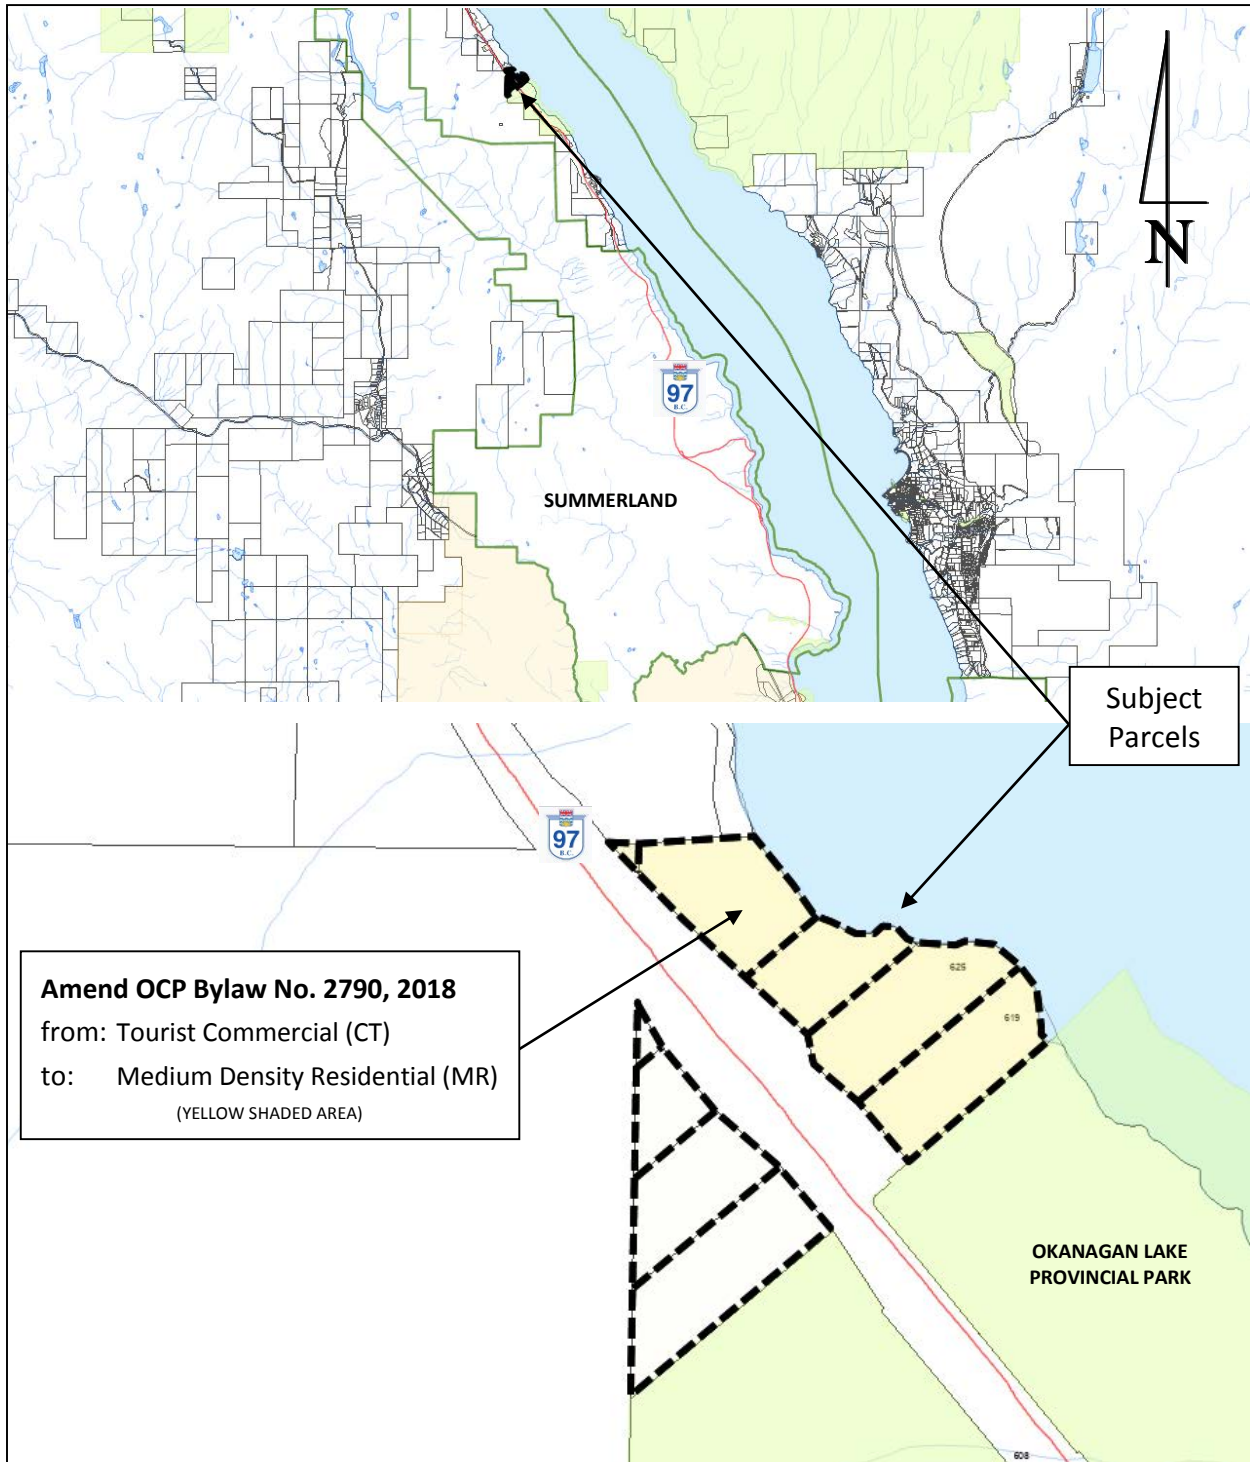 N
97
B.C.
SUMMERLAND
Subject
Parcels
97
B.C.
625
619
Amend OCP Bylaw No. 2790, 2018
from: Tourist Commercial (CT)
to: Medium Density Residential (MR)
(YELLOW SHADED AREA)
OKANAGAN LAKE
PROVINCIAL PARK
608